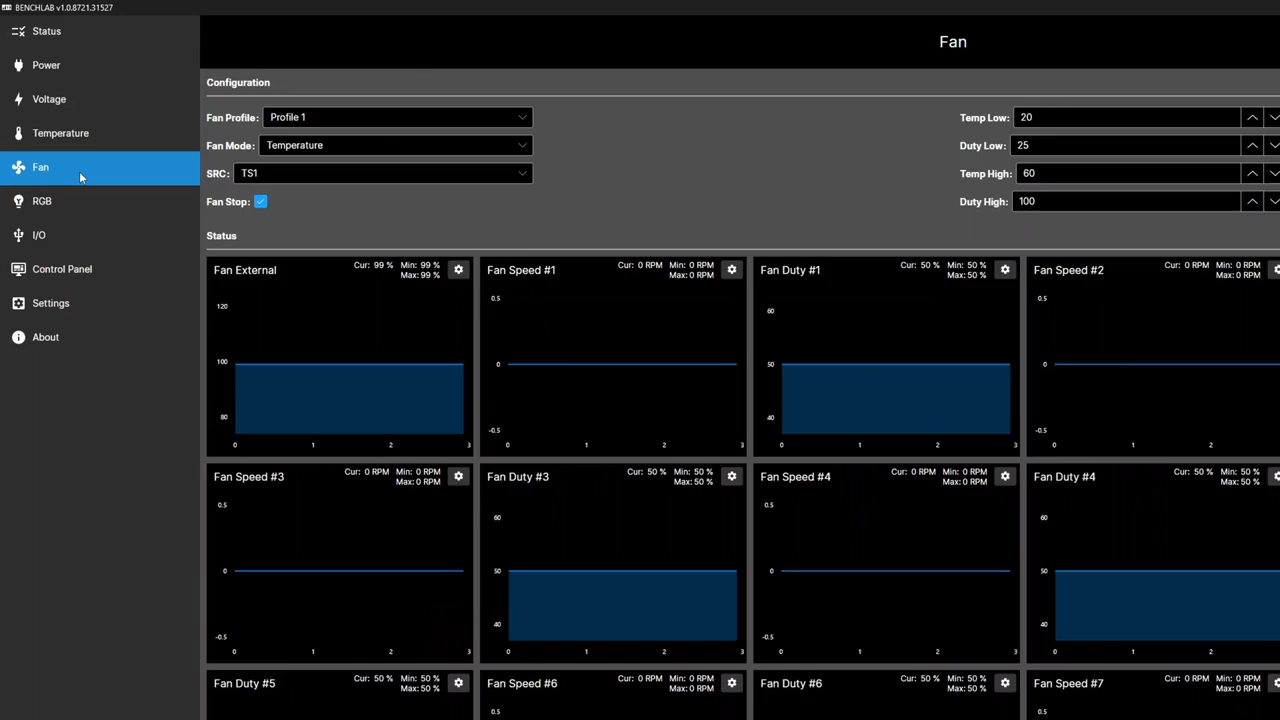 BENCHLAB v1.0.8721.31527
Status
Power
Voltage
Temperature
Fan
RGB
I/O
Control Panel
Settings
About
Fan
Configuration
Fan Profile: Profile 1
Fan Mode: Temperature
SRC: TS1
Fan Stop:
Temp Low: 20
Duty Low: 25
Temp High: 60
Duty High: 100
Status
Fan External
Cur: 99 % Min: 99 %
Max: 99 %
120
100
80
0 1 2 3
Fan Speed #1
Cur: 0 RPM Min: 0 RPM
Max: 0 RPM
0.5
0
-0.5
0 1 2 3
Fan Duty #1
Cur: 50 % Min: 50 %
Max: 50 %
60
50
40
0 1 2 3
Fan Speed #2
Cur: 0 RPM Min: 0 RPM
Max: 0 RPM
0.5
0
-0.5
0 1 2
Fan Speed #3
Cur: 0 RPM Min: 0 RPM
Max: 0 RPM
0.5
0
-0.5
0 1 2 3
Fan Duty #3
Cur: 50 % Min: 50 %
Max: 50 %
60
50
40
0 1 2 3
Fan Speed #4
Cur: 0 RPM Min: 0 RPM
Max: 0 RPM
0.5
0
-0.5
0 1 2 3
Fan Duty #4
Cur: 50 % Min: 50 %
Max: 50 %
60
50
40
0 1 2
Fan Duty #5
Cur: 50 % Min: 50 %
Max: 50 %
Fan Speed #6
Cur: 0 RPM Min: 0 RPM
Max: 0 RPM
0.5
Fan Duty #6
Cur: 50 % Min: 50 %
Max: 50 %
60
Fan Speed #7
Cur: 0 RPM Min: 0 RPM
Max: 0 RPM
0.5